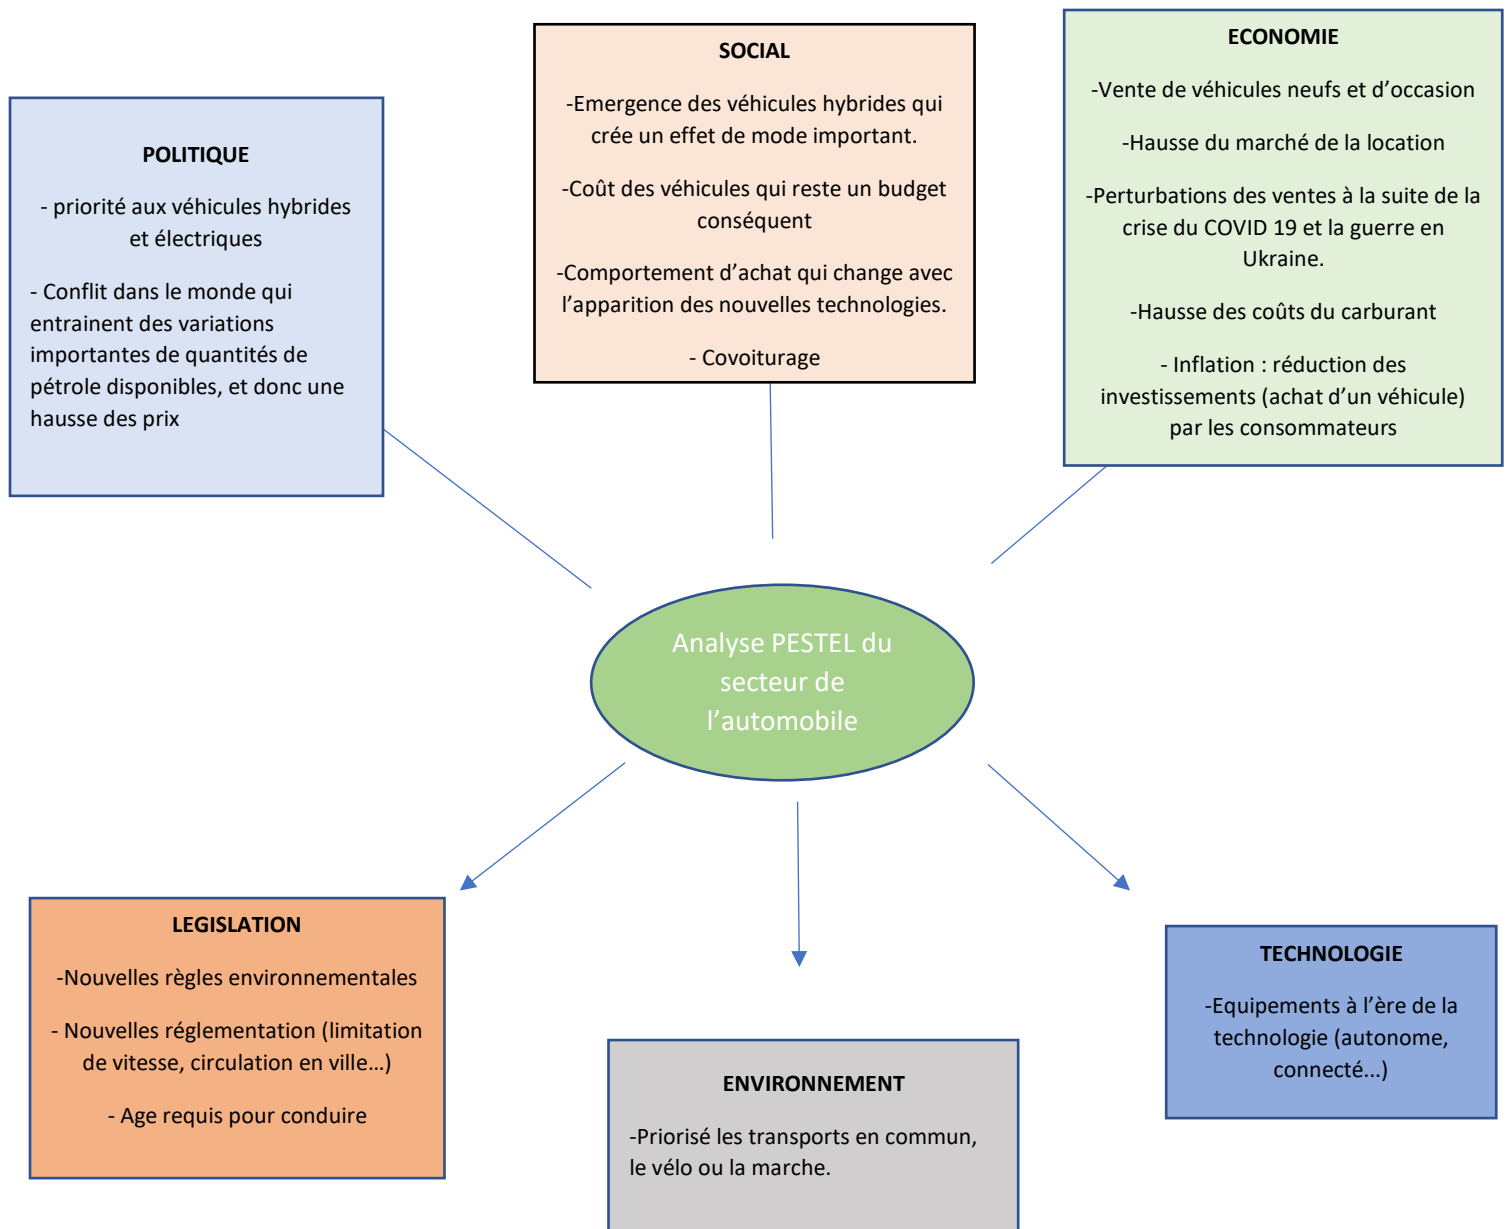 POLITIQUE
- priorité aux véhicules hybrides
et électriques
- Conflit dans le monde qui
entrainent des variations
importantes de quantités de
pétrole disponibles, et donc une
hausse des prix
SOCIAL
-Emergence des véhicules hybrides qui
crée un effet de mode important.
-Coût des véhicules qui reste un budget
conséquent
-Comportement d’achat qui change avec
l’apparition des nouvelles technologies.
- Covoiturage
ECONOMIE
-Vente de véhicules neufs et d’occasion
-Hausse du marché de la location
-Perturbations des ventes à la suite de la
crise du COVID 19 et la guerre en
Ukraine.
-Hausse des coûts du carburant
- Inflation : réduction des
investissements (achat d’un véhicule)
par les consommateurs
Analyse PESTEL du
secteur de
l’automobile
LEGISLATION
-Nouvelles règles environnementales
- Nouvelles réglementation (limitation
de vitesse, circulation en ville…)
- Age requis pour conduire
ENVIRONNEMENT
-Priorisé les transports en commun,
le vélo ou la marche.
TECHNOLOGIE
-Equipements à l’ère de la
technologie (autonome,
connecté...)